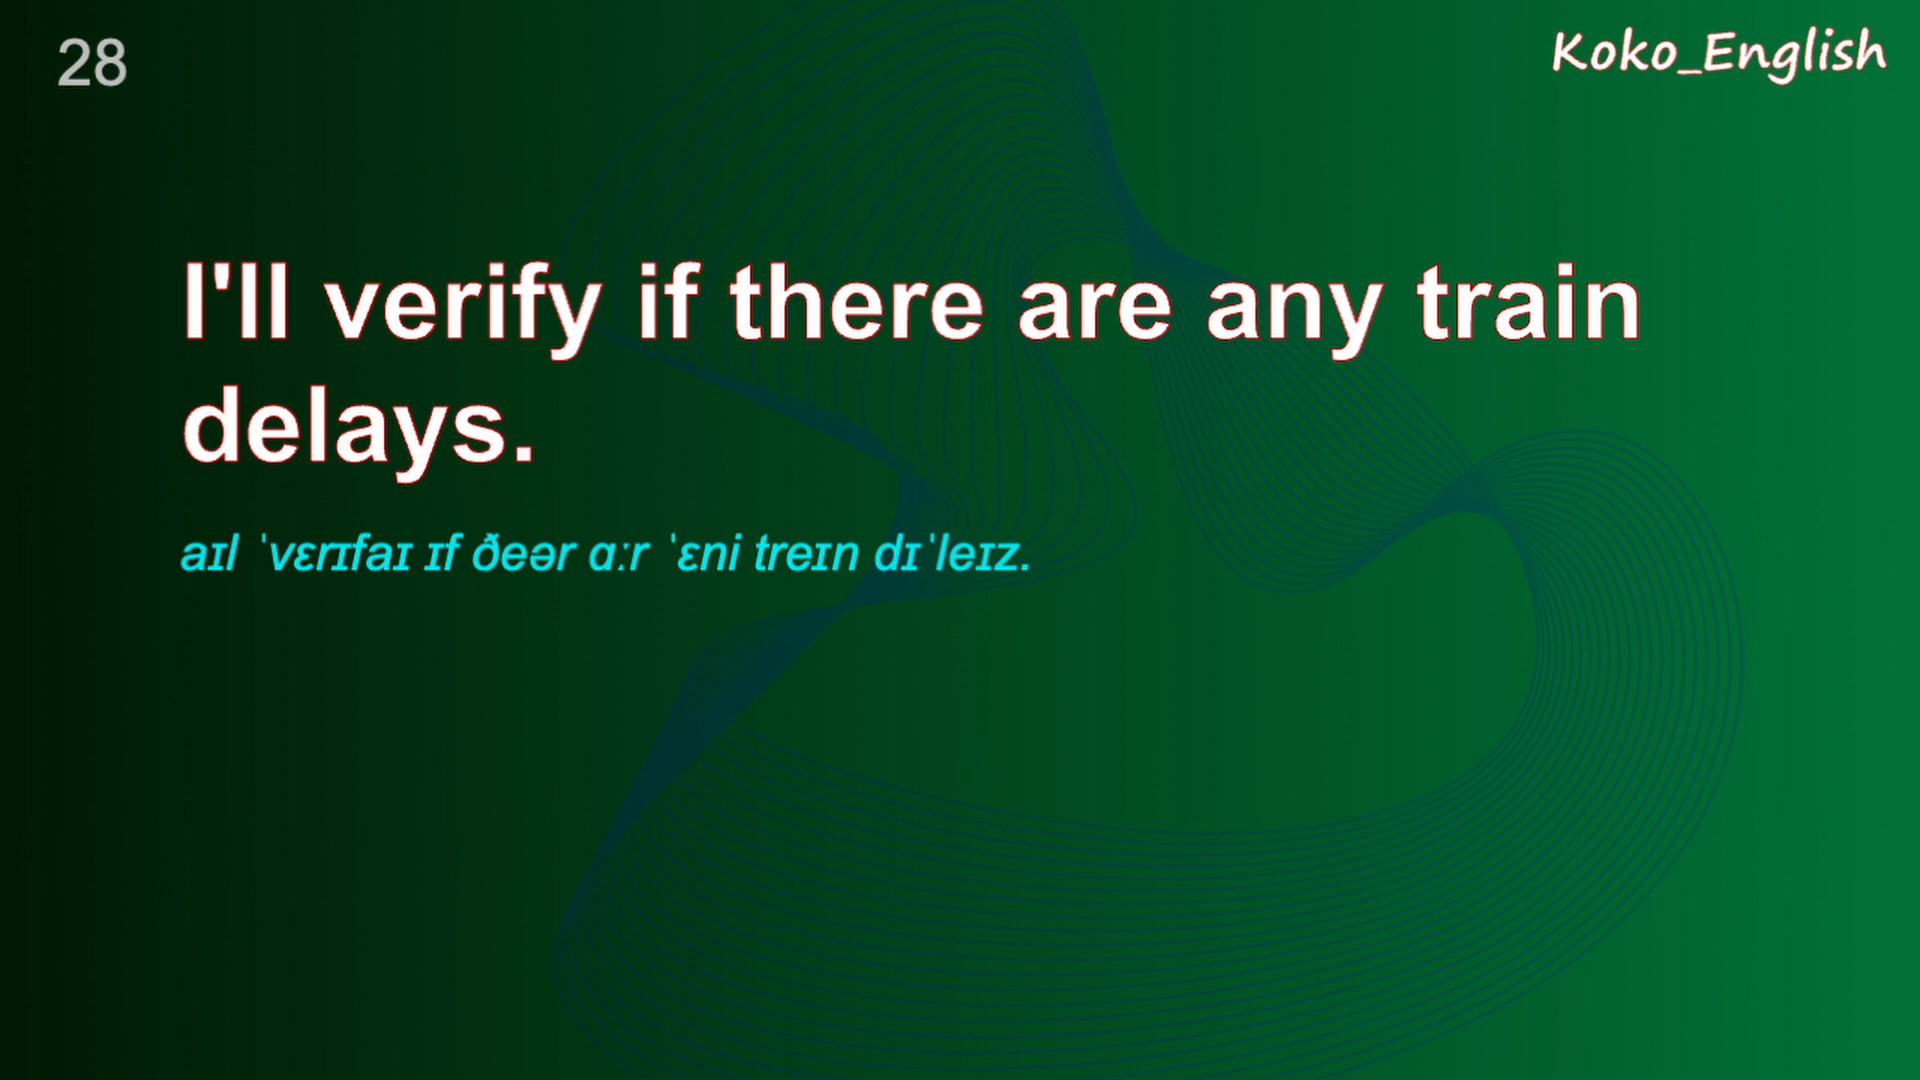 28
Koko_English
I'll verify if there are any train
delays.
aɪl ˈvɛrɪfaɪ ɪf ðeər ɑːr ˈɛni treɪn dɪˈleɪz.